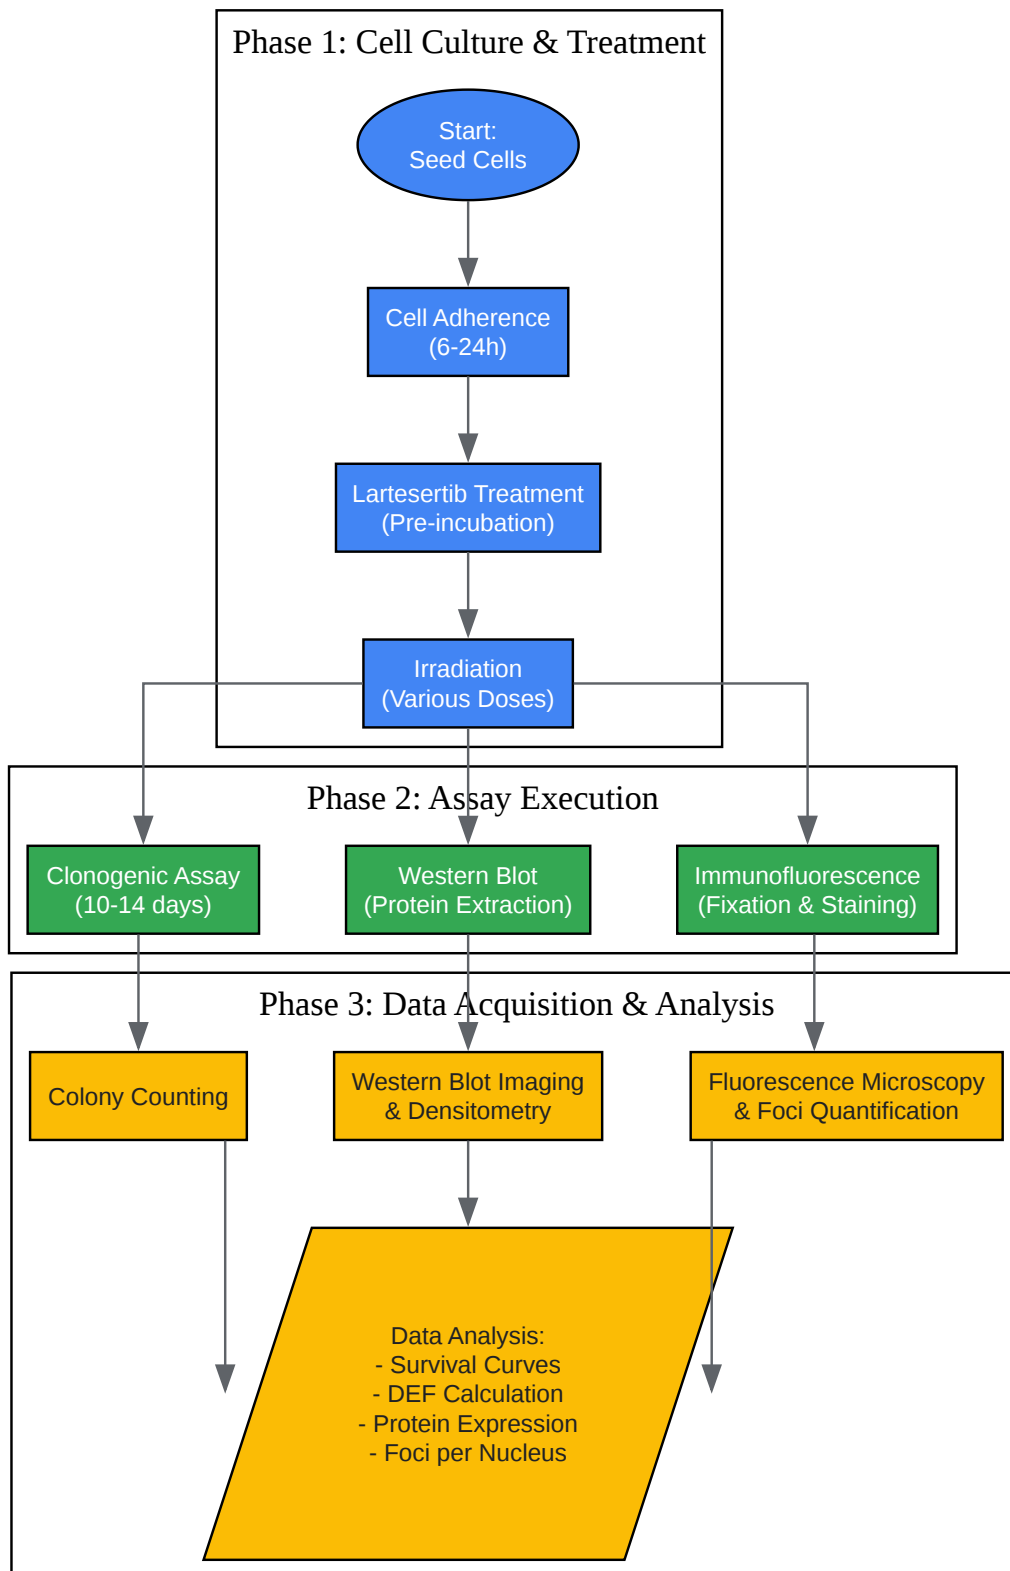 Phase 1: Cell Culture & Treatment
Start:
Seed Cells
Cell Adherence
(6-24h)
Lartesertib Treatment
(Pre-incubation)
Irradiation
(Various Doses)
Phase 2: Assay Execution
Clonogenic Assay
(10-14 days)
Western Blot
(Protein Extraction)
Immunofluorescence
(Fixation & Staining)
Phase 3: Data Acquisition & Analysis
Colony Counting
Western Blot Imaging
& Densitometry
Fluorescence Microscopy
& Foci Quantification
Data Analysis:
- Survival Curves
- DEF Calculation
- Protein Expression
- Foci per Nucleus